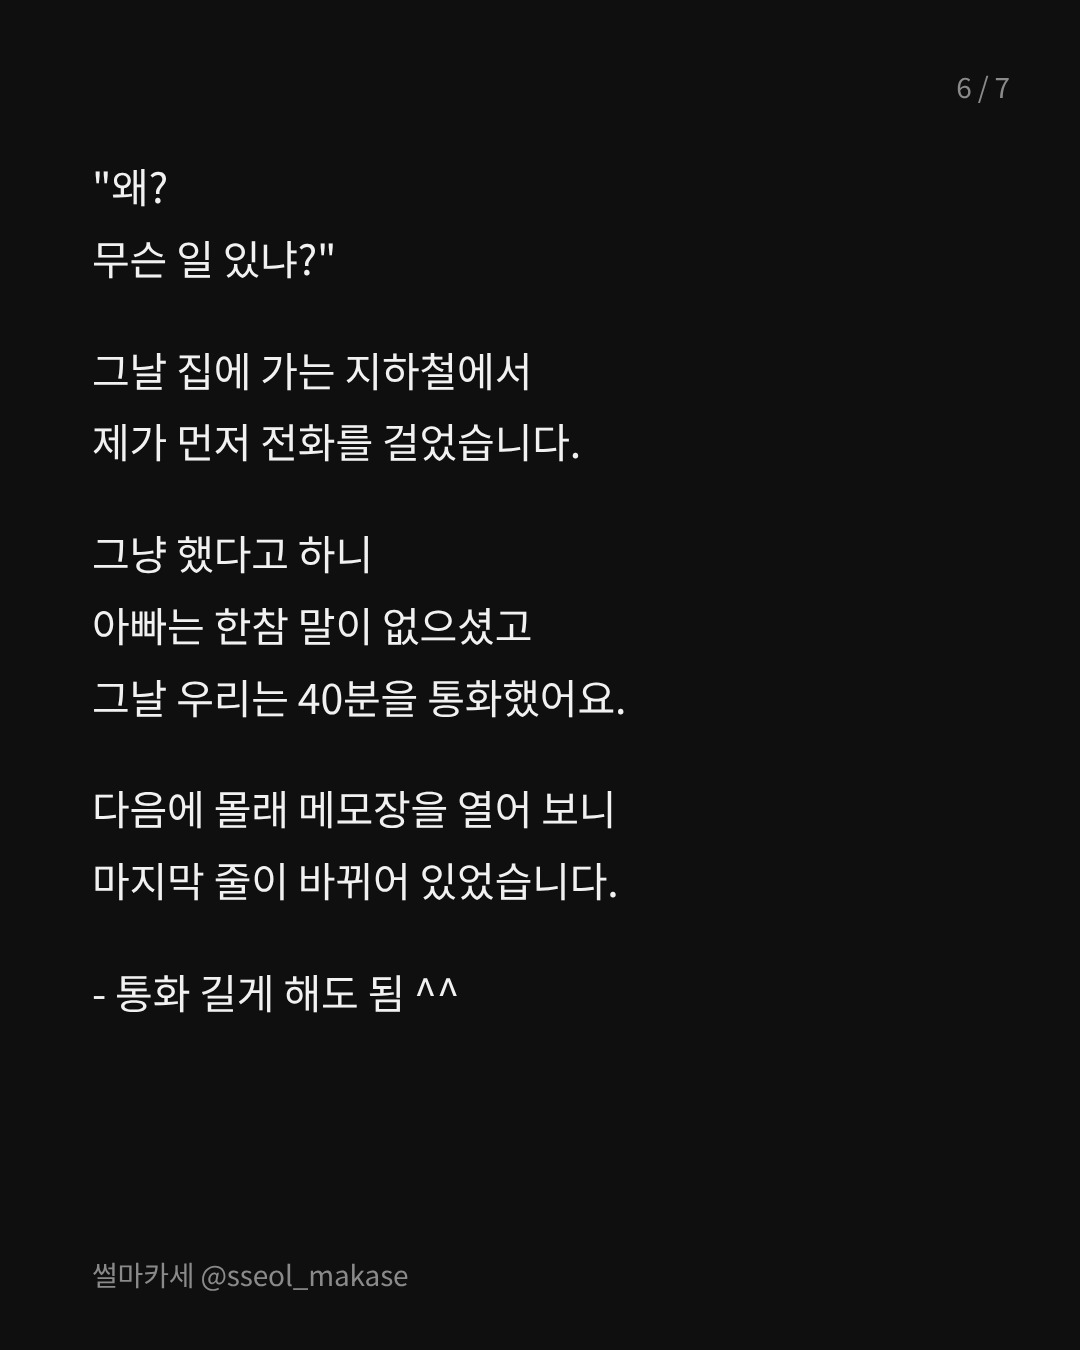 6 / 7
"왜?
무슨 일 있냐?"
그날 집에 가는 지하철에서
제가 먼저 전화를 걸었습니다.
그냥 했다고 하니
아빠는 한참 말이 없으셨고
그날 우리는 40분을 통화했어요.
다음에 몰래 메모장을 열어 보니
마지막 줄이 바뀌어 있었습니다.
- 통화 길게 해도 됨 ^^
썰마카세 @sseol_makase